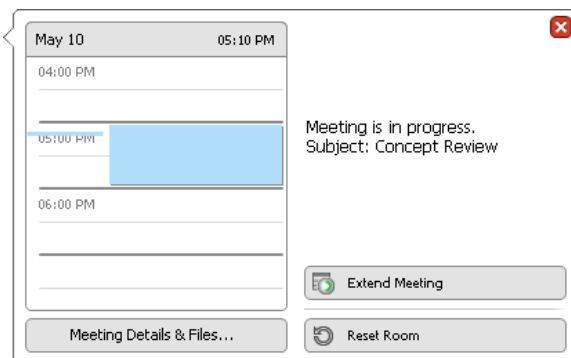 May 10 05:10 PM
04:00 PM
05:00 PM
06:00 PM
Meeting Details & Files...
Meeting is in progress.
Subject: Concept Review
Extend Meeting
Reset Room